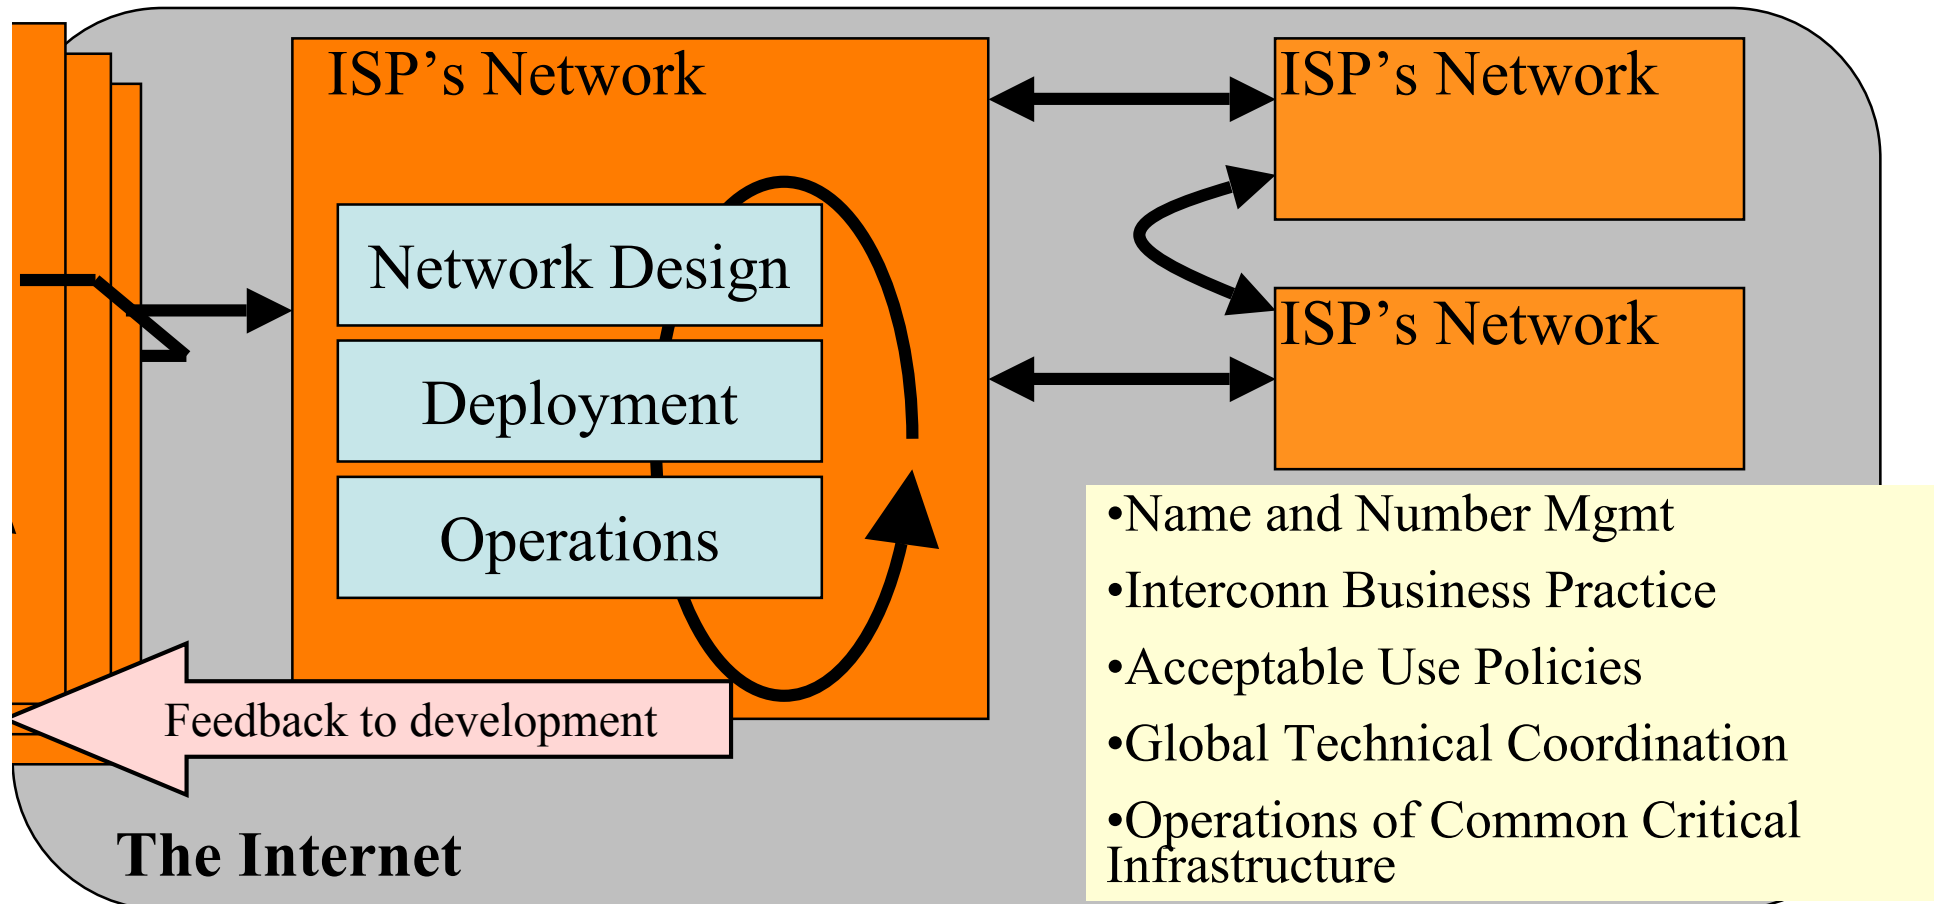 ISP’s Network
Network Design
Deployment
Operations
Feedback to development
The Internet
ISP’s Network
ISP’s Network
•Name and Number Mgmt
•Interconn Business Practice
•Acceptable Use Policies
•Global Technical Coordination
•Operations of Common Critical
Infrastructure